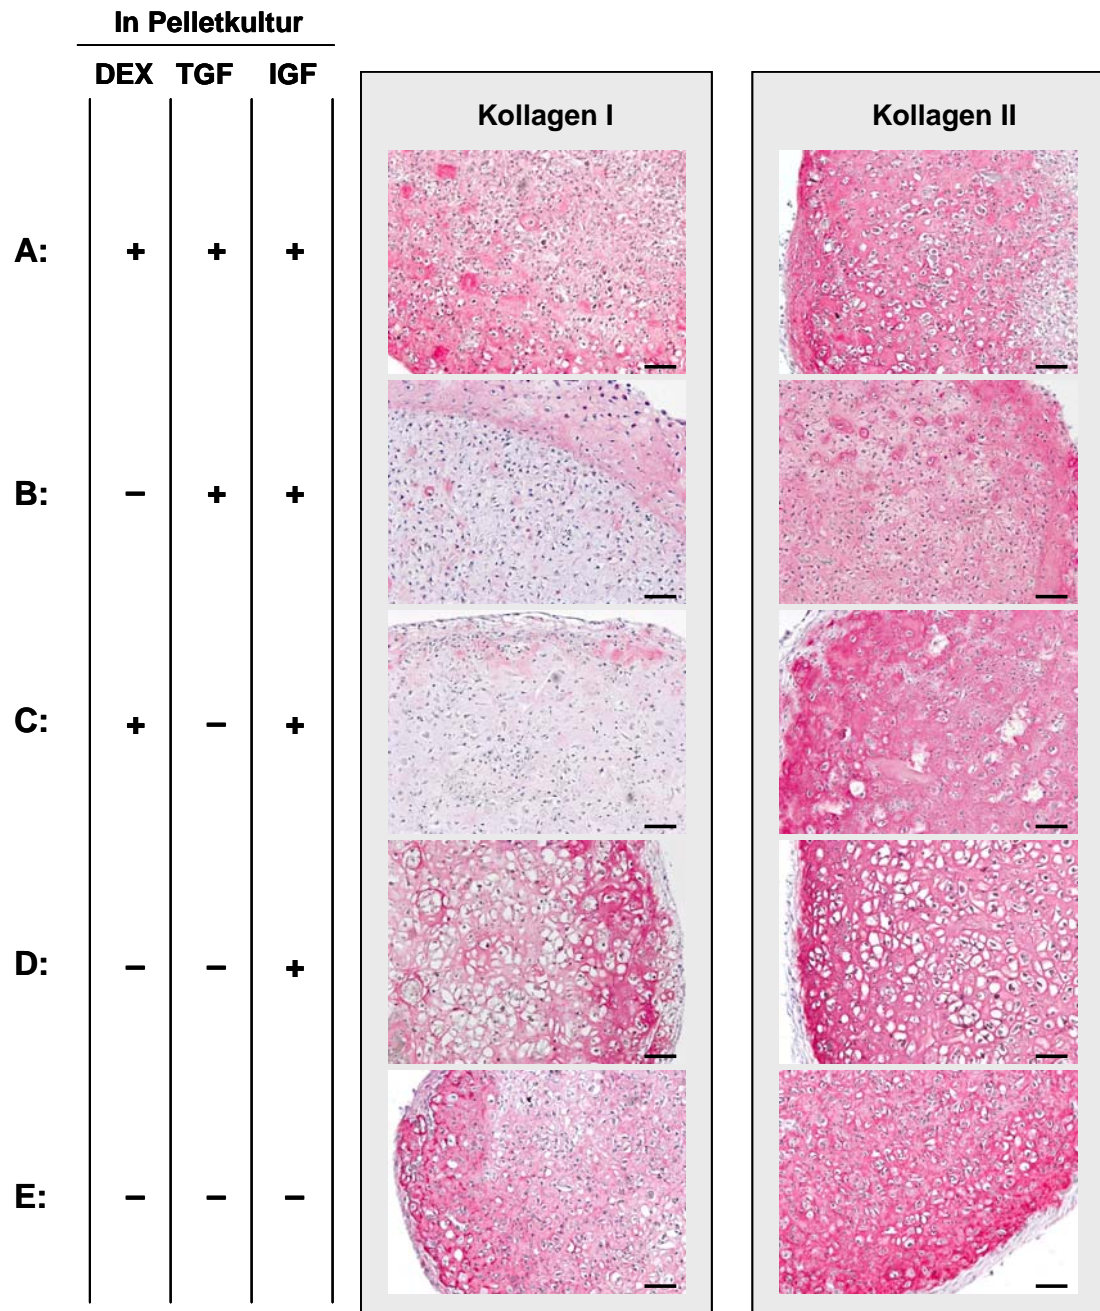 In Pelletkultur
DEX TGF IGF
Kollagen I
Kollagen II
A: + + +
B: – + +
C: + – +
D: – – +
E: – – –